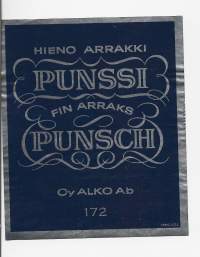 HIENO ARRAKKI
PUNSSI
FIN ARRAKS
PUNSCH
Oy ALKO Ab
172